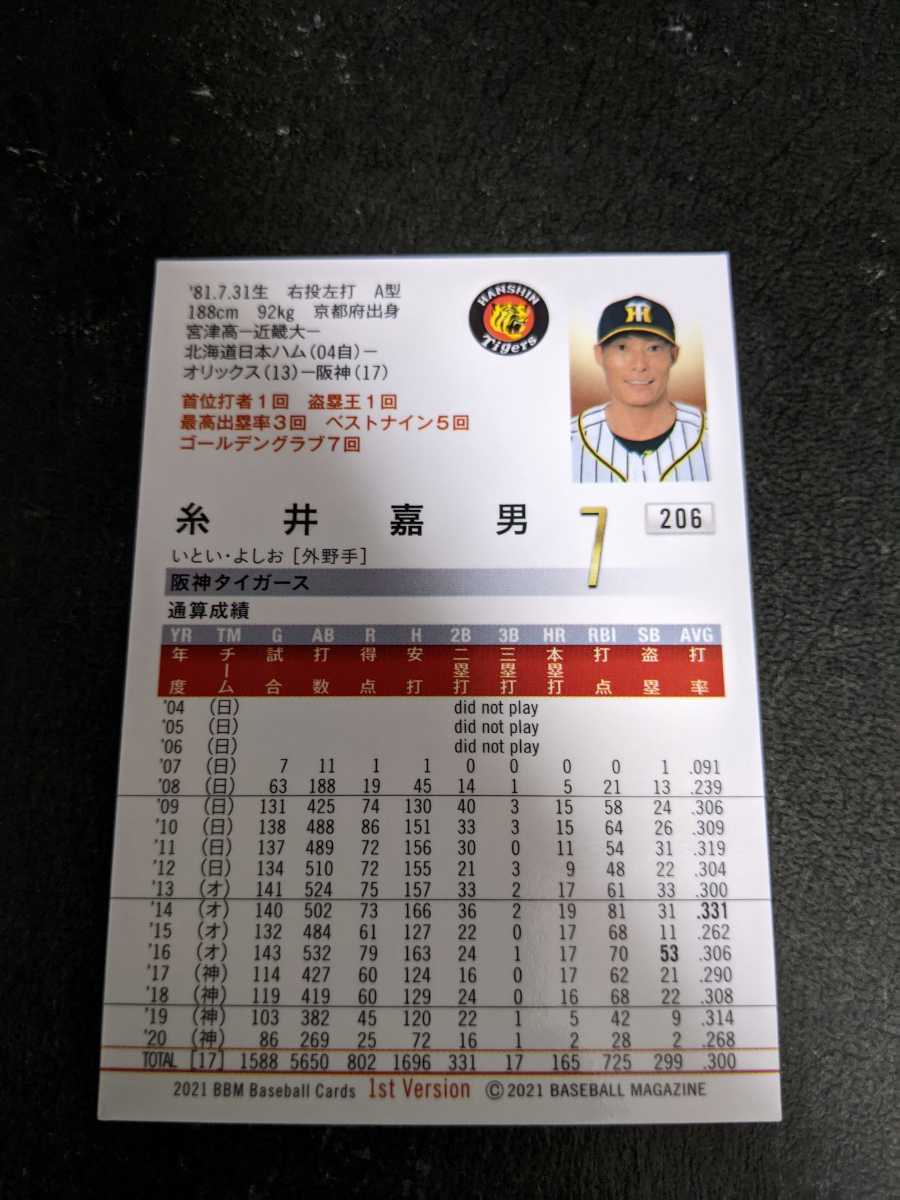 '81.7.31生 右投左打 A型
188cm 92kg 京都府出身
宮津高ー近畿大ー
北海道日本ハム(04自)ー
オリックス(13)ー阪神(17)
首位打者1回 盗塁王1回
最高出塁率3回 ベストナイン5回
ゴールデングラブ7回
HANSHIN
Tigers
糸井嘉男 7 206
いとい・よしお [外野手]
阪神タイガース
通算成績
YR TM G AB R H 2B 3B HR RBI SB AVG
年度 チーム 試合 打数 得点 安打 二塁打 三塁打 本塁打 打点 盗塁 打率
'04 (日) did not play
'05 (日) did not play
'06 (日) did not play
'07 (日) 7 11 1 1 0 0 0 0 1 .091
'08 (日) 63 188 19 45 14 1 5 21 13 .239
'09 (日) 131 425 74 130 40 3 15 58 24 .306
'10 (日) 138 488 86 151 33 3 15 64 26 .309
'11 (日) 137 489 72 156 30 0 11 54 31 .319
'12 (日) 134 510 72 155 21 3 9 48 22 .304
'13 (オ) 141 524 75 157 33 2 17 61 33 .300
'14 (オ) 140 502 73 166 36 2 19 81 31 .331
'15 (オ) 132 484 61 127 22 0 17 68 11 .262
'16 (オ) 143 532 79 163 24 1 17 70 53 .306
'17 (神) 114 427 60 124 16 0 17 62 21 .290
'18 (神) 119 419 60 129 24 0 16 68 22 .308
'19 (神) 103 382 45 120 22 1 5 42 9 .314
'20 (神) 86 269 25 72 16 1 2 28 2 .268
TOTAL [17] 1588 5650 802 1696 331 17 165 725 299 .300
2021 BBM Baseball Cards 1st Version ©2021 BASEBALL MAGAZINE